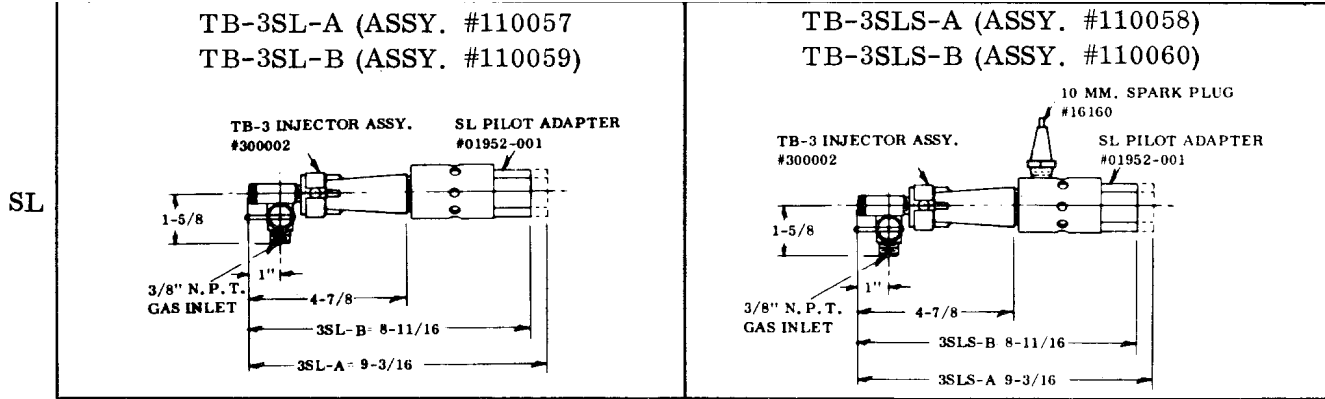 SL
TB-3SL-A (ASSY. #110057
TB-3SL-B (ASSY. #110059)
TB-3 INJECTOR ASSY.
#300002
SL PILOT ADAPTER
#01952-001
1-5/8
1"
3/8" N.P.T.
GAS INLET
4-7/8
3SL-B= 8-11/16
3SL-A= 9-3/16
TB-3SLS-A (ASSY. #110058)
TB-3SLS-B (ASSY. #110060)
10 MM. SPARK PLUG
#16160
TB-3 INJECTOR ASSY.
#300002
SL PILOT ADAPTER
#01952-001
1-5/8
1"
3/8" N.P.T.
GAS INLET
4-7/8
3SLS-B 8-11/16
3SLS-A 9-3/16